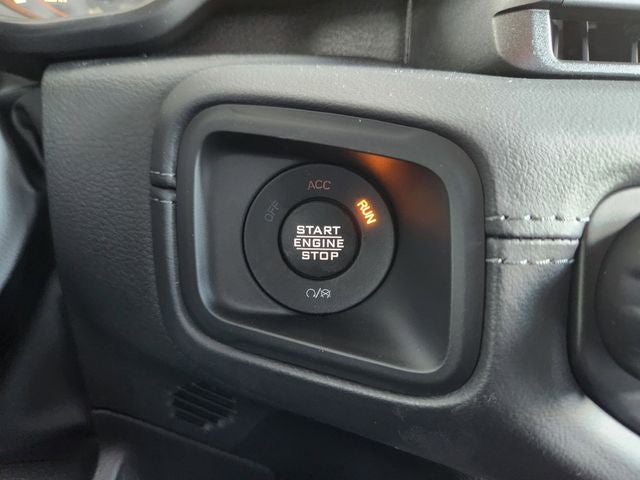 ACC
OFF
RUN
START
ENGINE
STOP